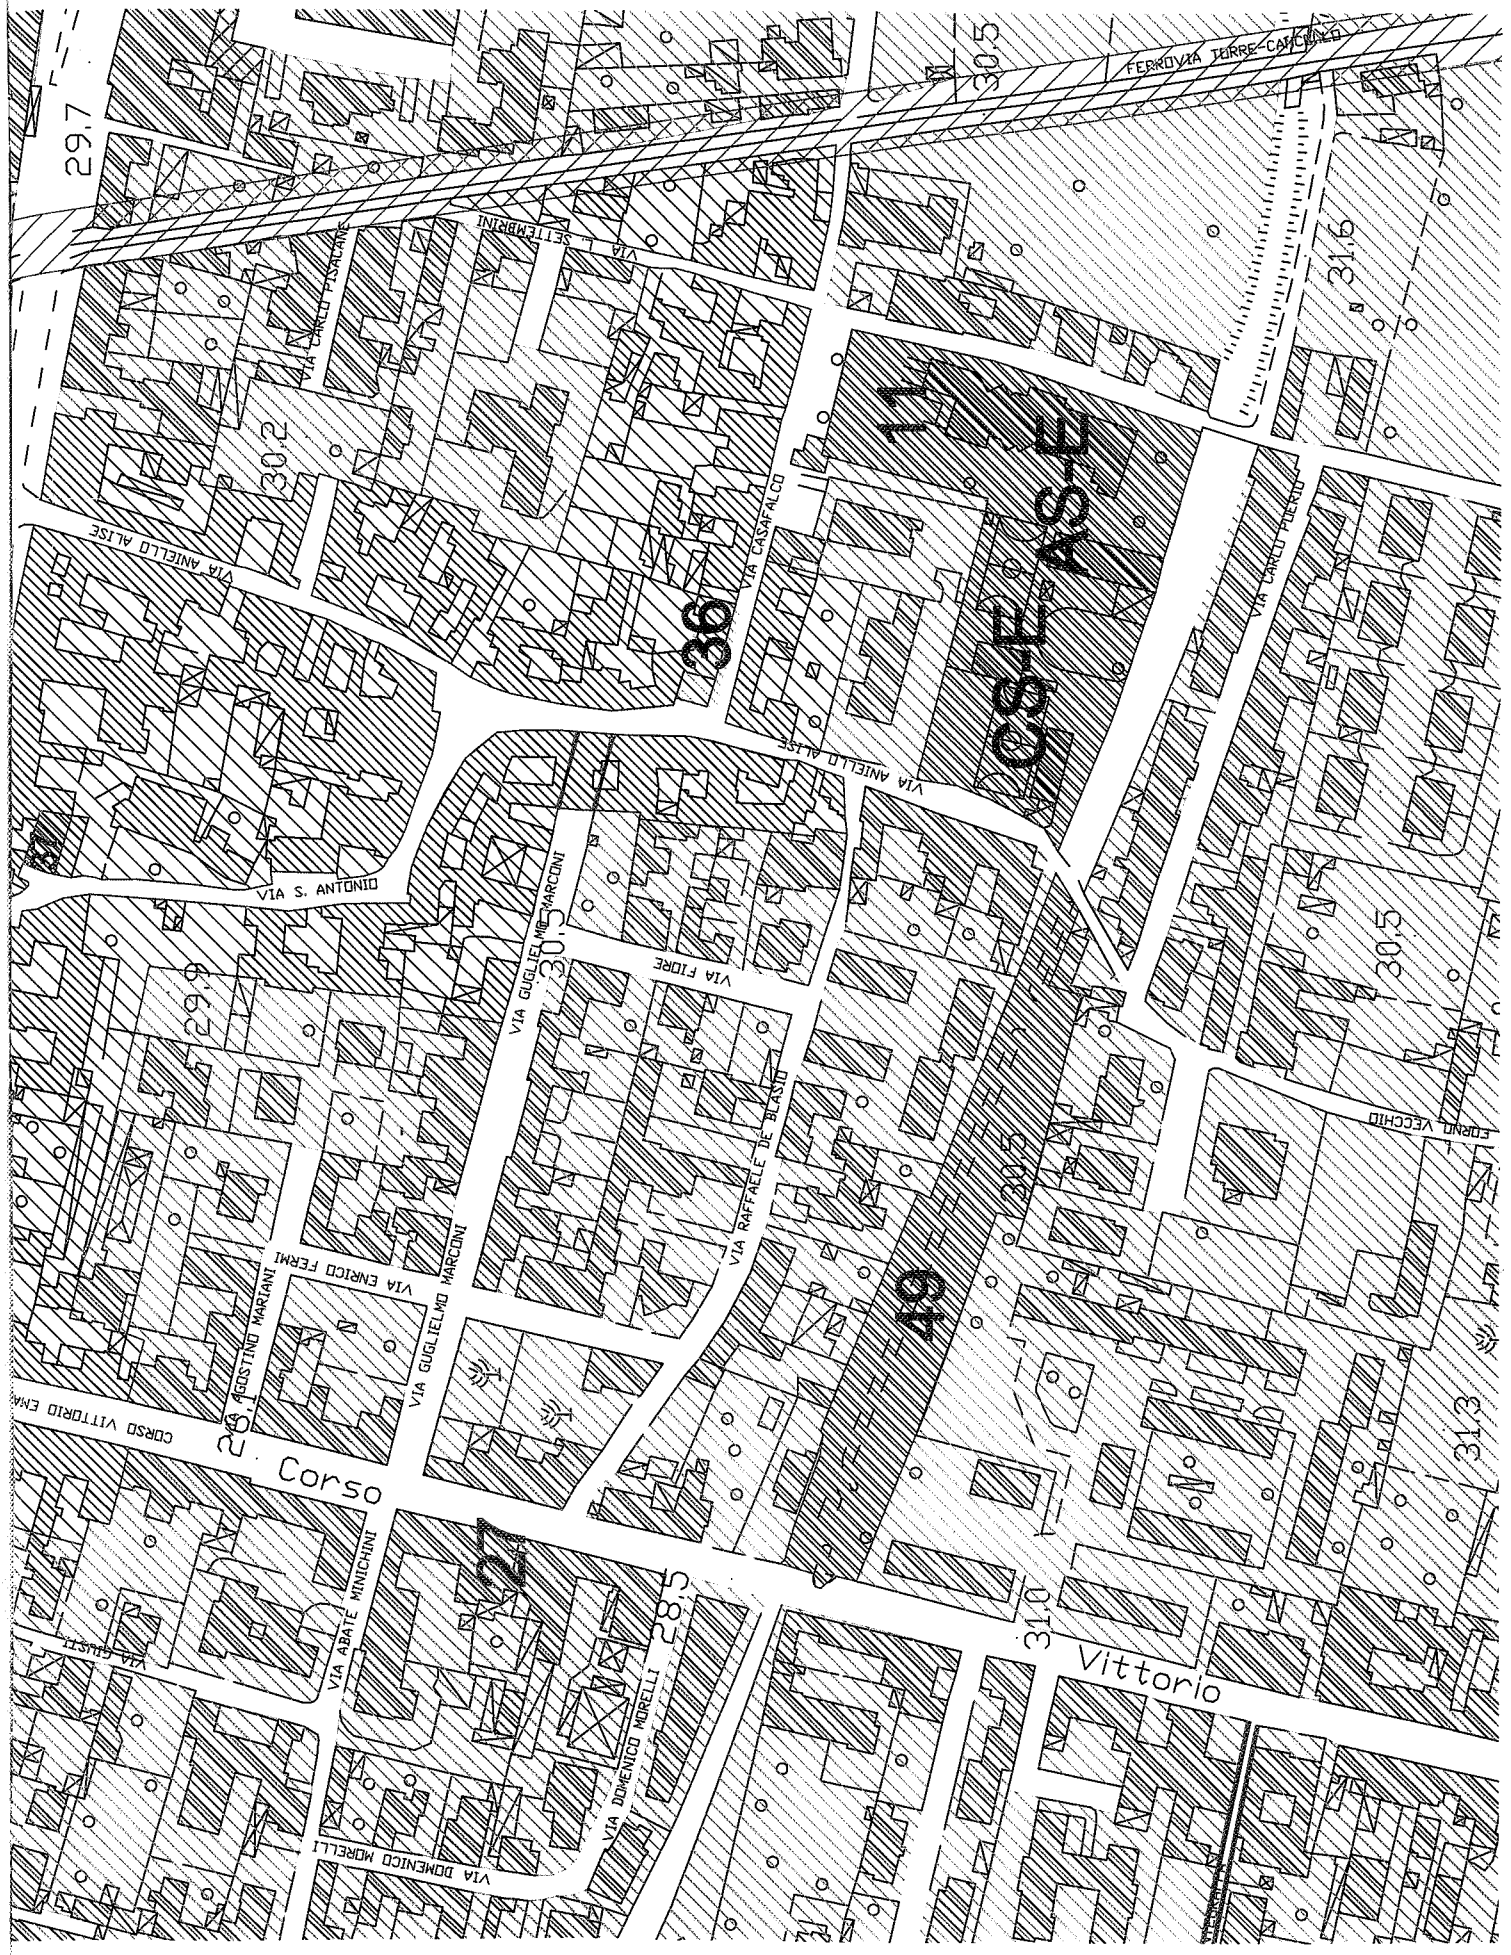 30.5
FERROVIA TORRE-CANCELLO
29.7
VIA L. SETTEMBRINI
VIA CARLO PISACANE
31.6
11
30.2
CS-E AS-E
VIA CASAFALCO
VIA CARLO POERIO
VIA ANIELLO ALISE
36
VIA ANIELLO ALISE
37
VIA S. ANTONIO
VIA GUGLIELMO MARCONI
30.5
VIA FIORE
29.9
30.5
VIA RAFFAELE DE BLASIO
30.5
FORNO VECCHIO
VIA ENRICO FERMI
VIA GUGLIELMO MARCONI
VIA AGOSTINO MARIANI
49
CORSO VITTORIO EMA
28.1
31.3
Corso
27
VIA ABATE MINICHINI
28.5
31.0
VIA GIUSTI
Vittorio
VIA DOMENICO MORELLI
VIA DOMENICO MORELLI